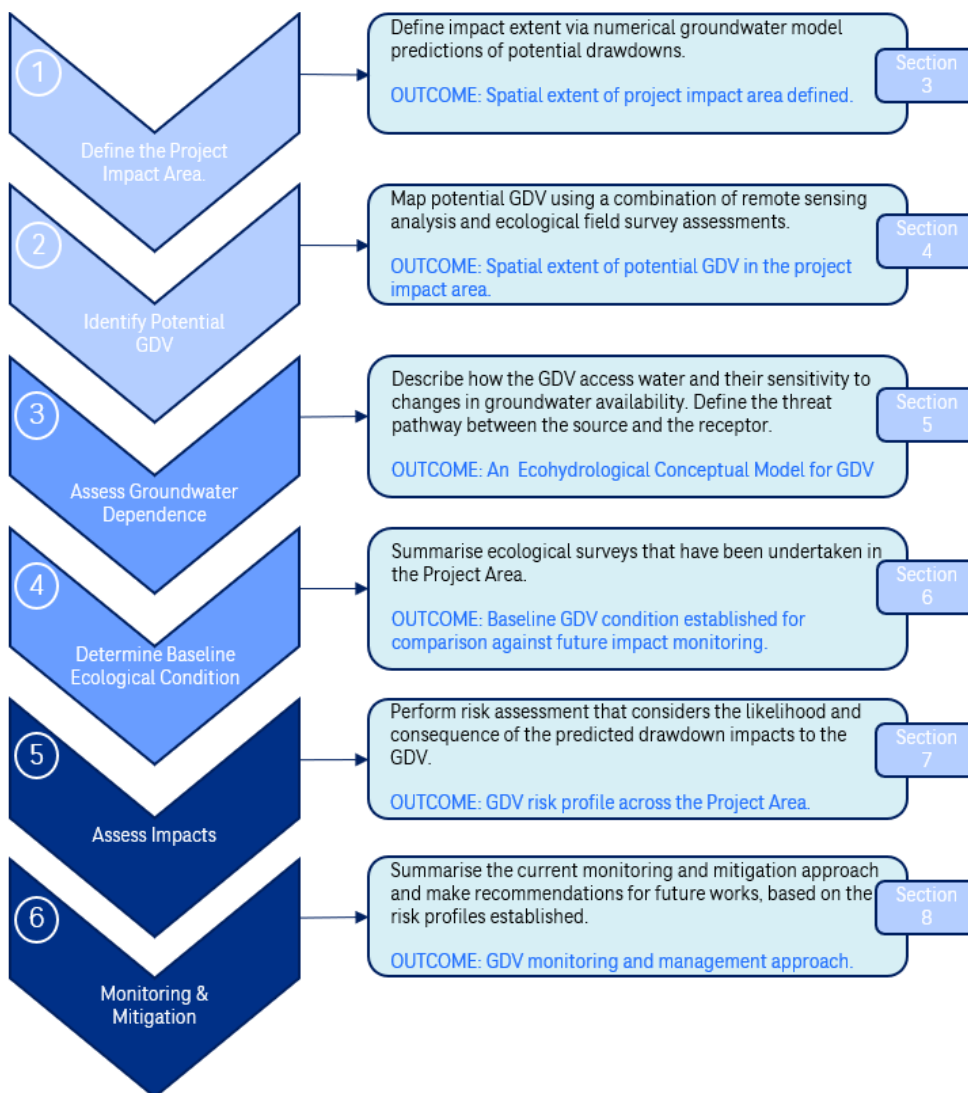 1
Define the Project
Impact Area.
Define impact extent via numerical groundwater model
predictions of potential drawdowns.
OUTCOME: Spatial extent of project impact area defined.
Section
3
2
Identify Potential
GDV
Map potential GDV using a combination of remote sensing
analysis and ecological field survey assessments.
OUTCOME: Spatial extent of potential GDV in the project
impact area.
Section
4
3
Assess Groundwater
Dependence
Describe how the GDV access water and their sensitivity to
changes in groundwater availability. Define the threat
pathway between the source and the receptor.
OUTCOME: An Ecohydrological Conceptual Model for GDV
Section
5
4
Determine Baseline
Ecological Condition
Summarise ecological surveys that have been undertaken in
the Project Area.
OUTCOME: Baseline GDV condition established for
comparison against future impact monitoring.
Section
6
5
Assess Impacts
Perform risk assessment that considers the likelihood and
consequence of the predicted drawdown impacts to the
GDV.
OUTCOME: GDV risk profile across the Project Area.
Section
7
6
Monitoring &
Mitigation
Summarise the current monitoring and mitigation approach
and make recommendations for future works, based on the
risk profiles established.
OUTCOME: GDV monitoring and management approach.
Section
8